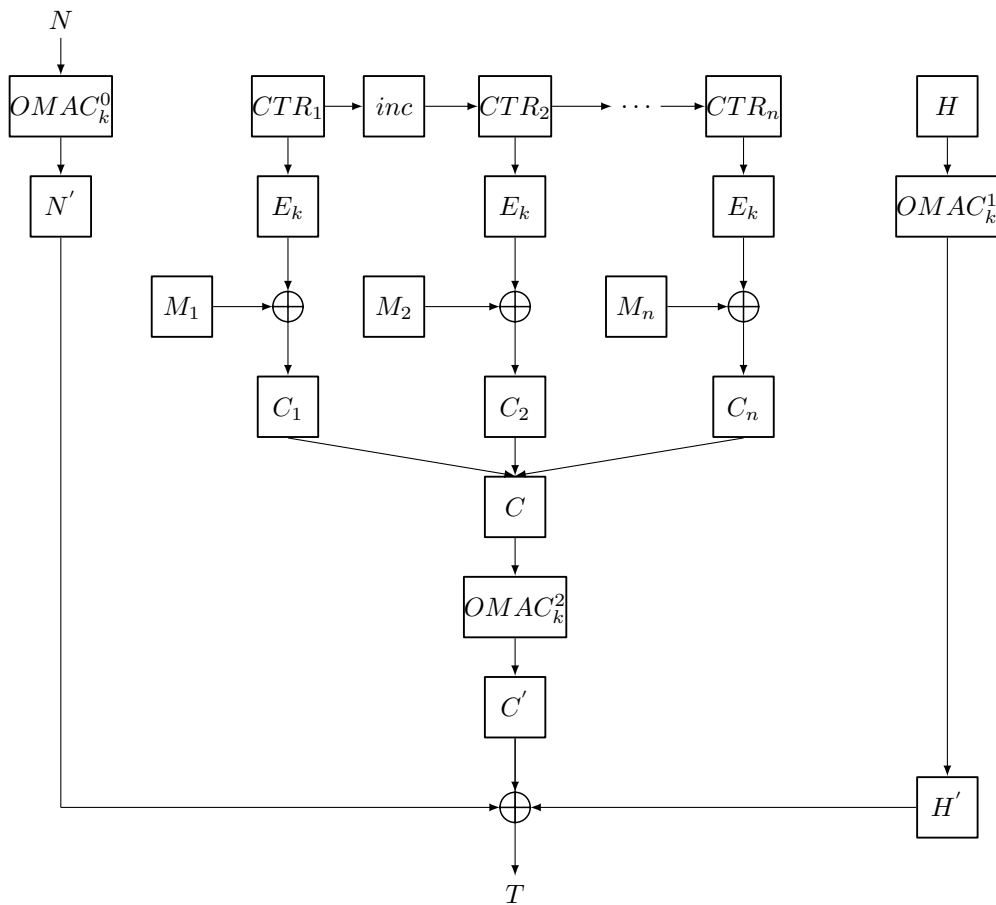 N
OMAC_k^0 CTR_1 inc CTR_2 ... CTR_n H
N' E_k E_k E_k OMAC_k^1
M_1 M_2 M_n
C_1 C_2 C_n
C
OMAC_k^2
C'
H'
T